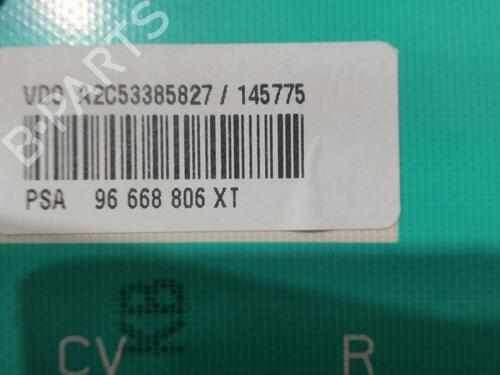 VDO A2C53385827 / 145775
PSA 96 668 806 XT
CV R
B-PARTS